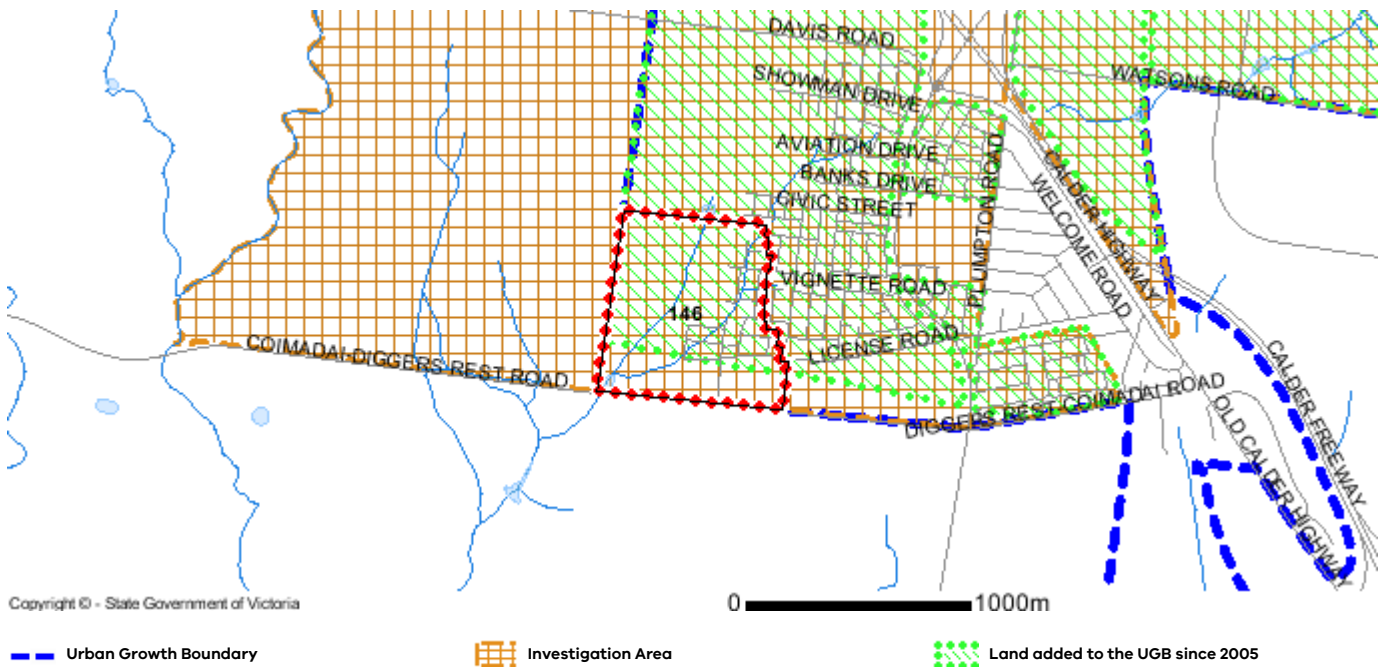 DAVIS ROAD
SHOWMAN DRIVE
WATSONS ROAD
AVIATION DRIVE
BANKS DRIVE
CIVIC STREET
PLUMPTON ROAD
CALDER HIGHWAY
WELCOME ROAD
VIGNETTE ROAD
146
LICENSE ROAD
COIMADAI-DIGGERS REST ROAD
DIGGERS REST COIMADAI ROAD
CALDER FREEWAY
OLD CALDER HIGHWAY
Copyright © - State Government of Victoria
0 1000m
Urban Growth Boundary
Investigation Area
Land added to the UGB since 2005